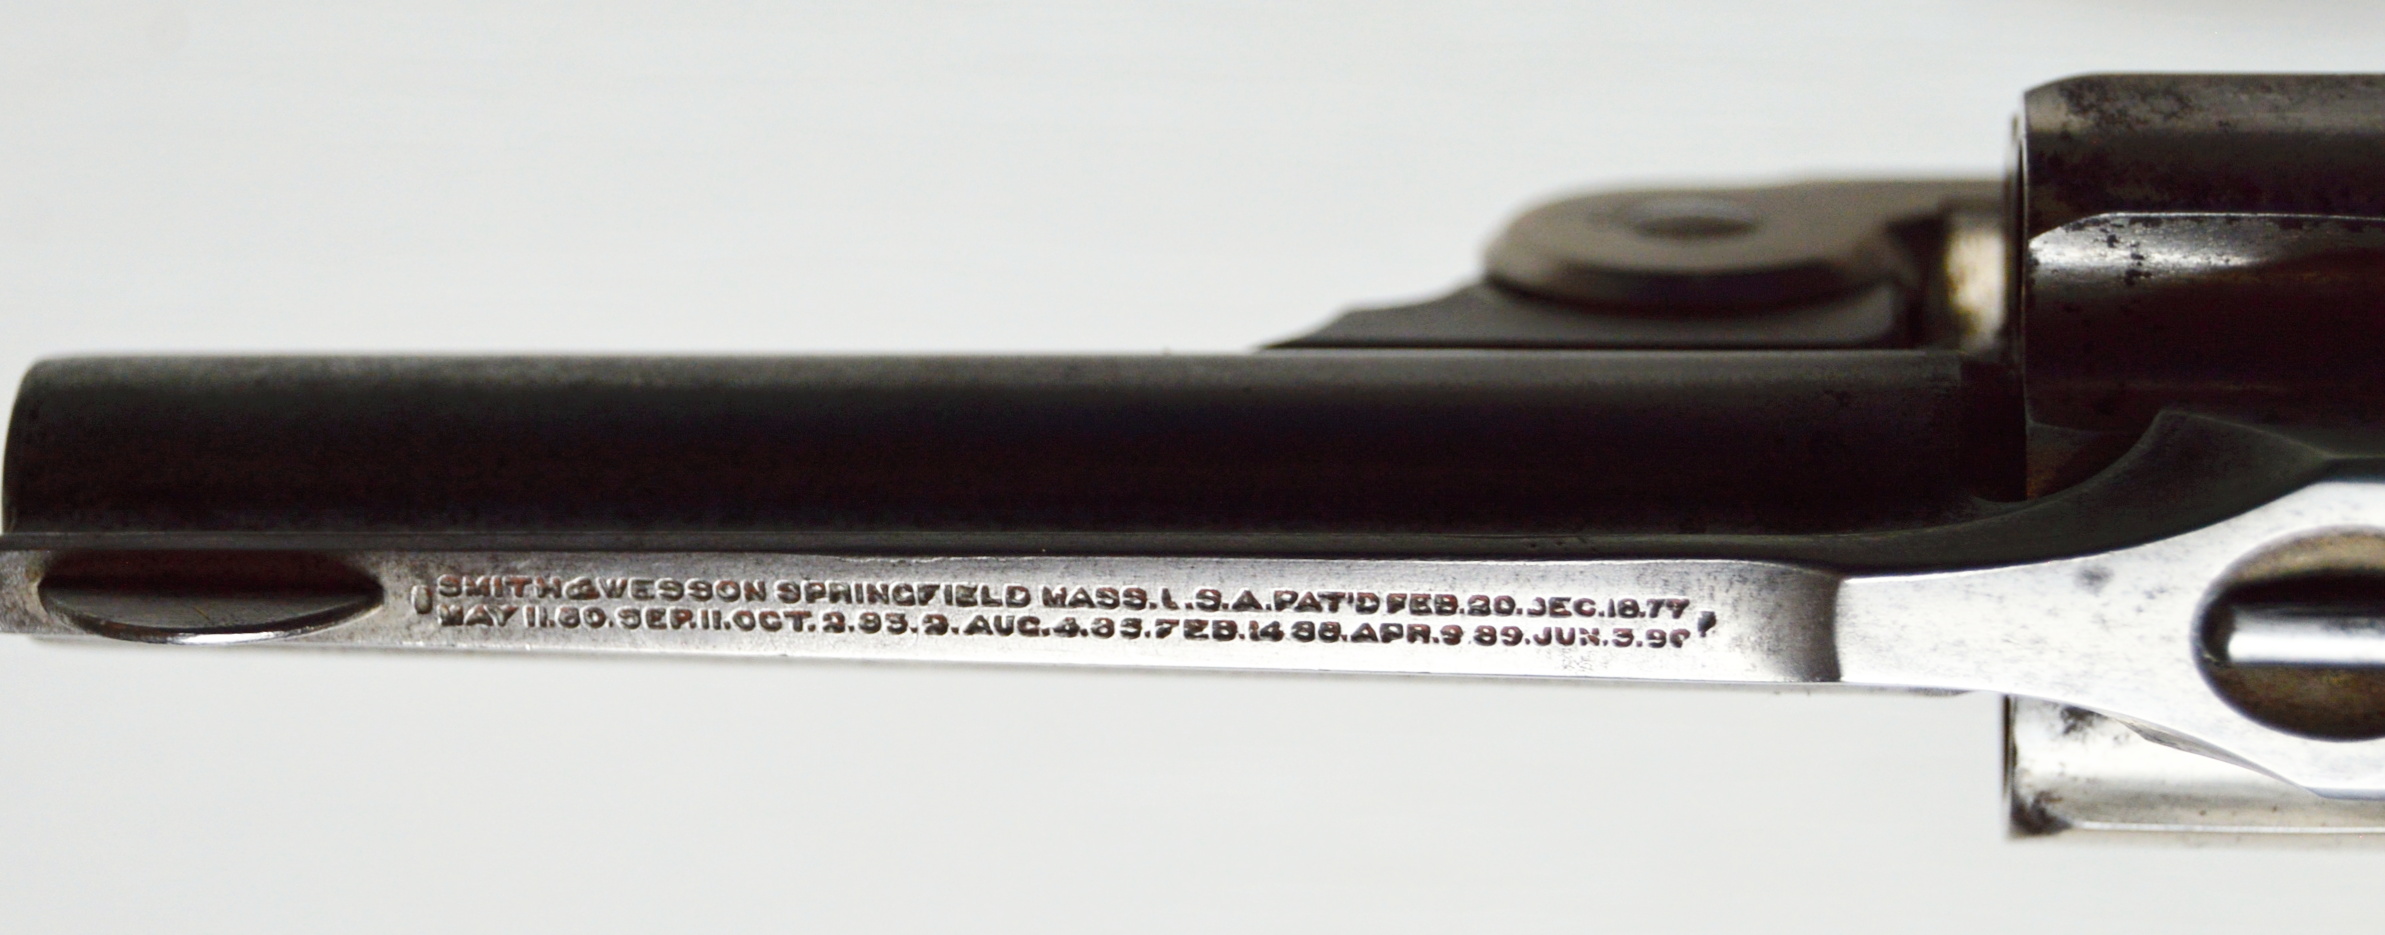 SMITH & WESSON SPRINGFIELD MASS. U.S.A. PAT'D FEB.20. DEC.18.77
MAY 11.80. SEP.11. OCT.2.83.2. AUG.4.85. FEB.14 88. APR.9 89. JUN.3.90